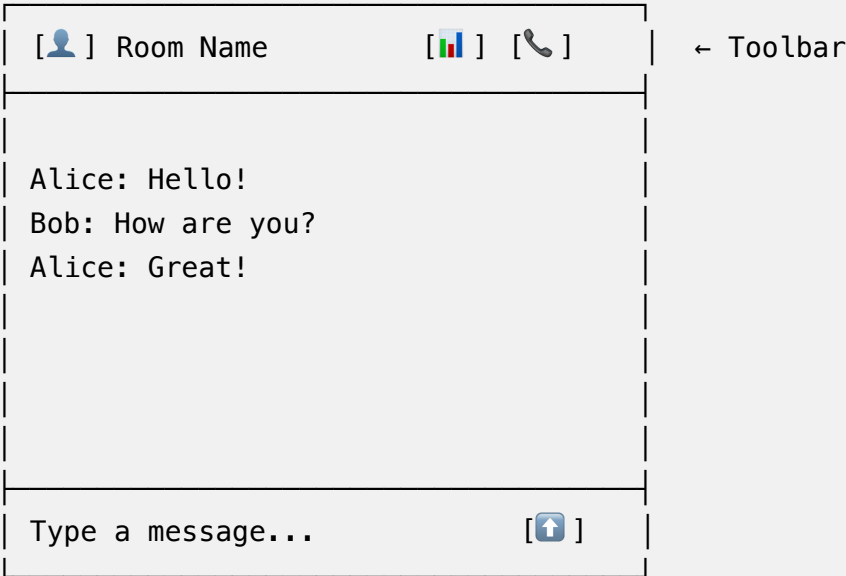 [👤] Room Name [📊] [📞] ← Toolbar
Alice: Hello!
Bob: How are you?
Alice: Great!
Type a message... [⬆️]